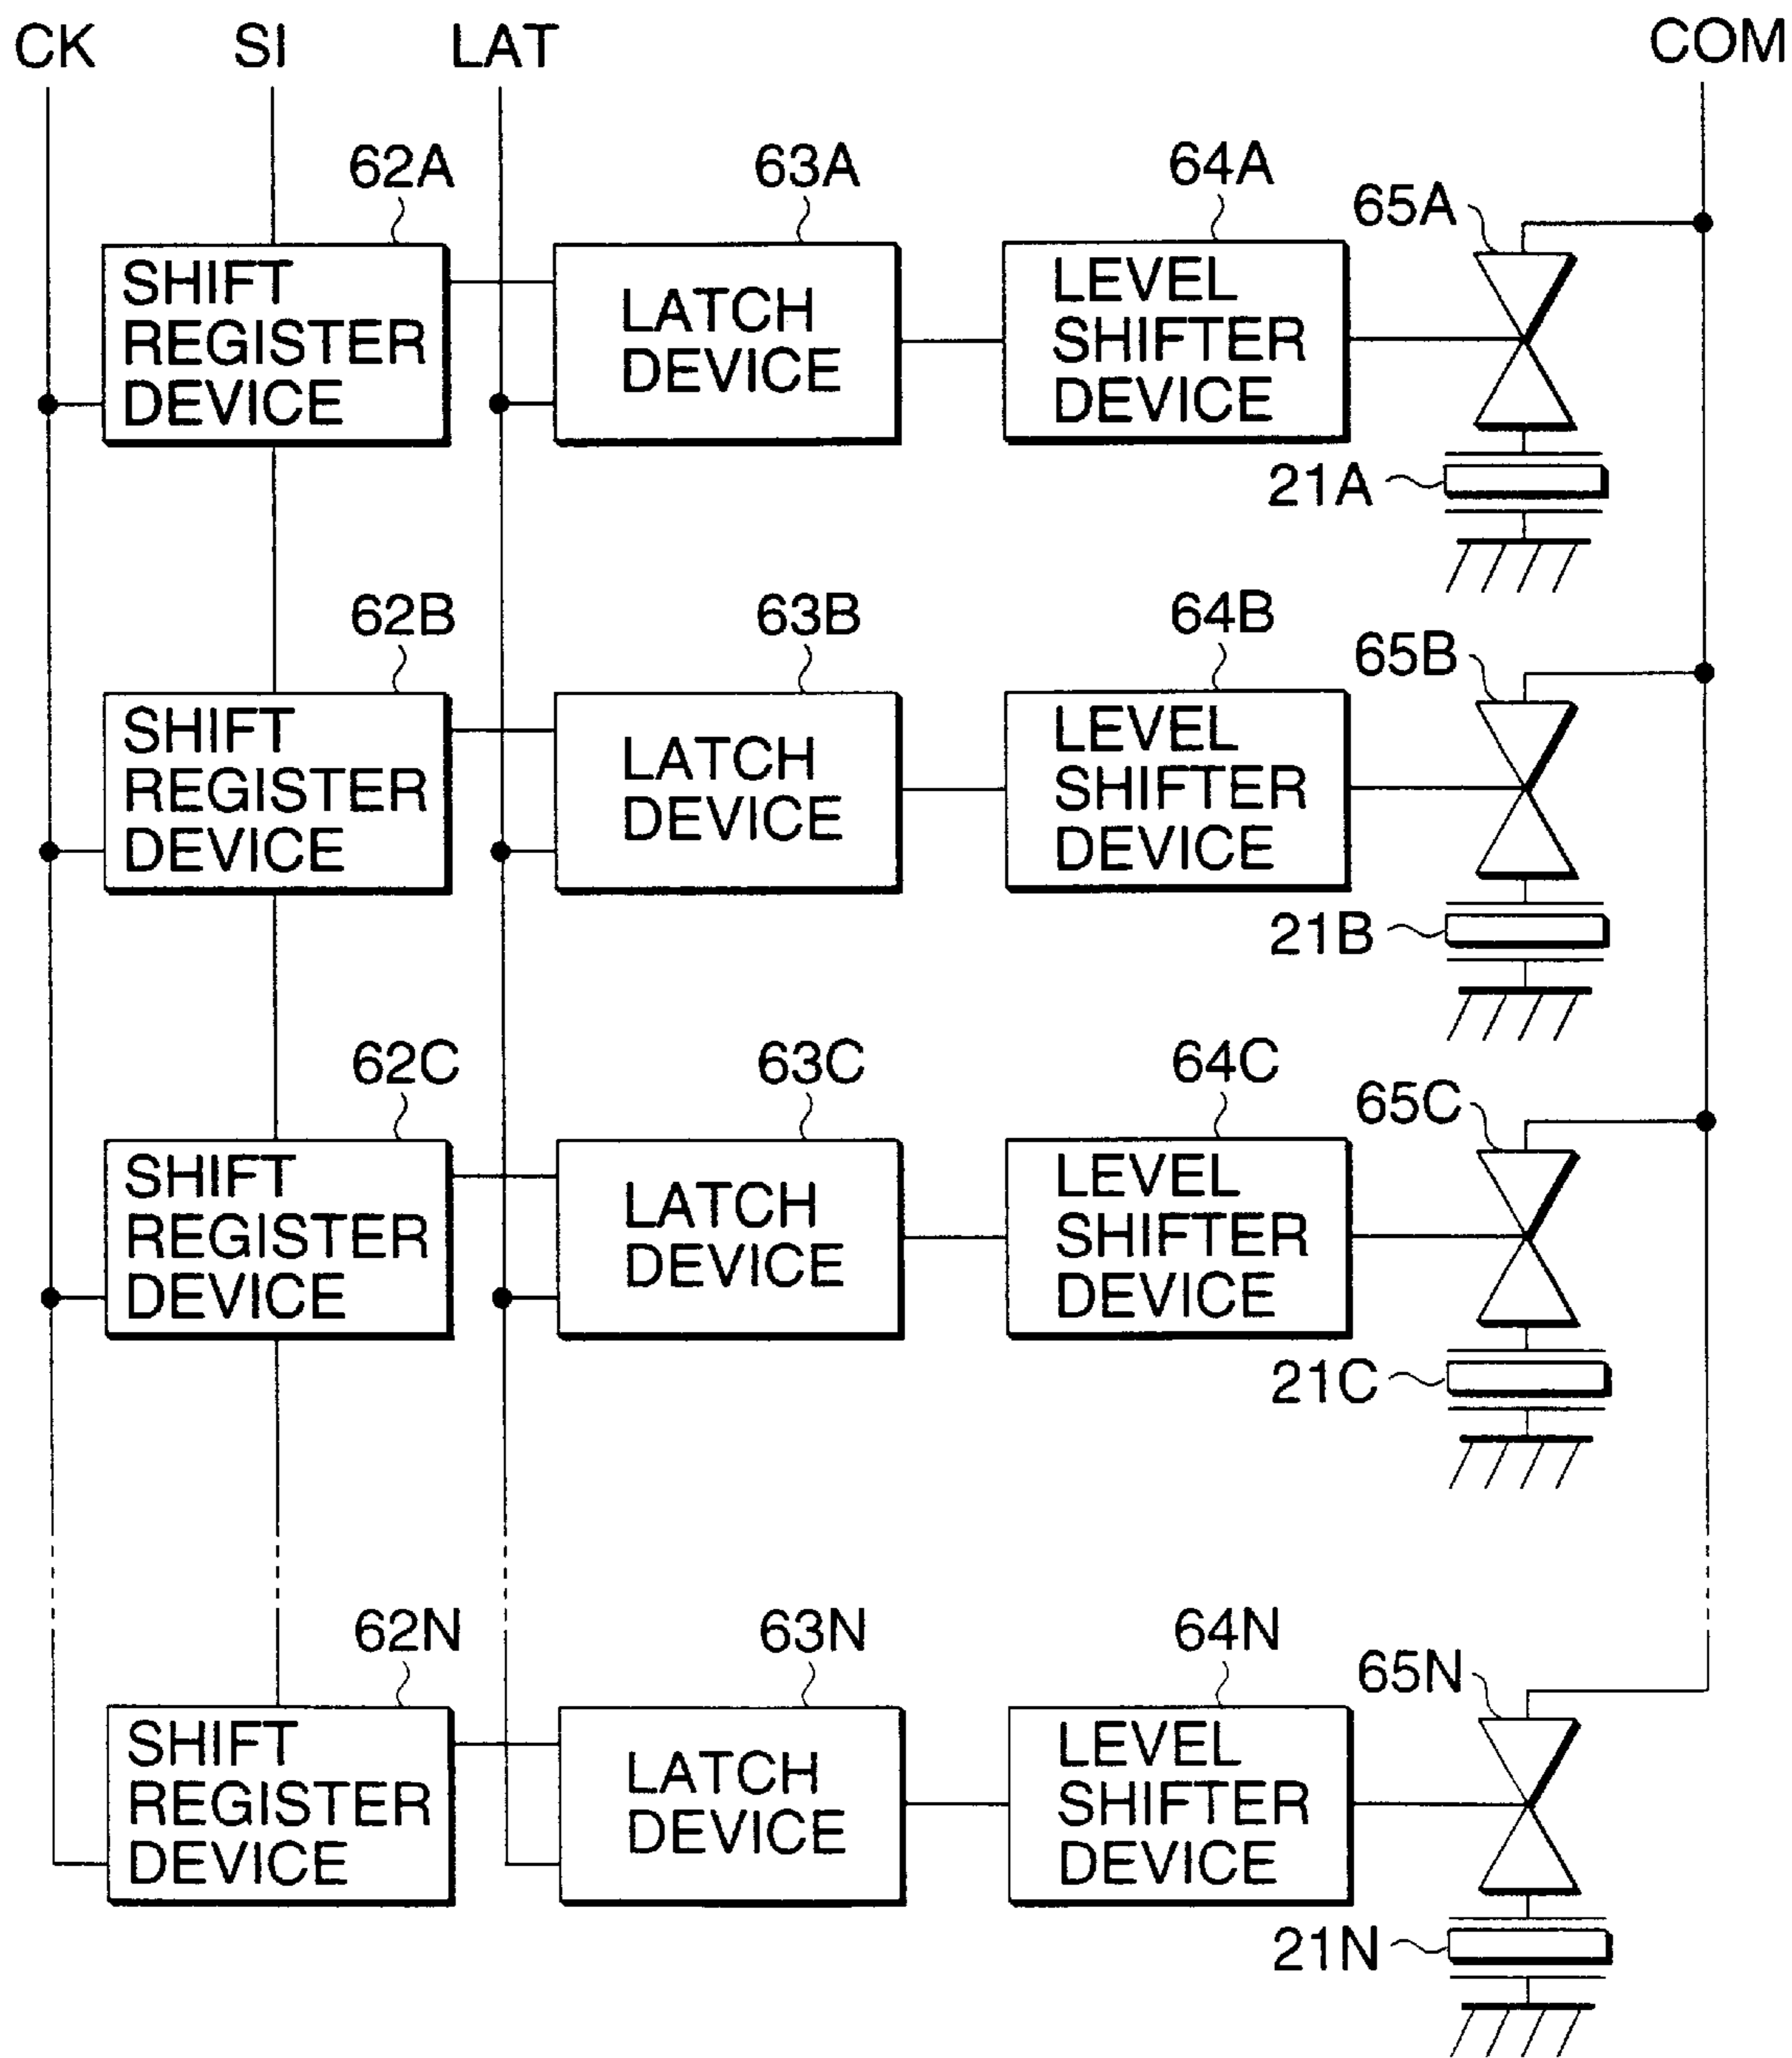 CK SI LAT COM
62A 63A 64A 65A
SHIFT
REGISTER
DEVICE
LATCH
DEVICE
LEVEL
SHIFTER
DEVICE
21A
62B 63B 64B 65B
SHIFT
REGISTER
DEVICE
LATCH
DEVICE
LEVEL
SHIFTER
DEVICE
21B
62C 63C 64C 65C
SHIFT
REGISTER
DEVICE
LATCH
DEVICE
LEVEL
SHIFTER
DEVICE
21C
62N 63N 64N 65N
SHIFT
REGISTER
DEVICE
LATCH
DEVICE
LEVEL
SHIFTER
DEVICE
21N